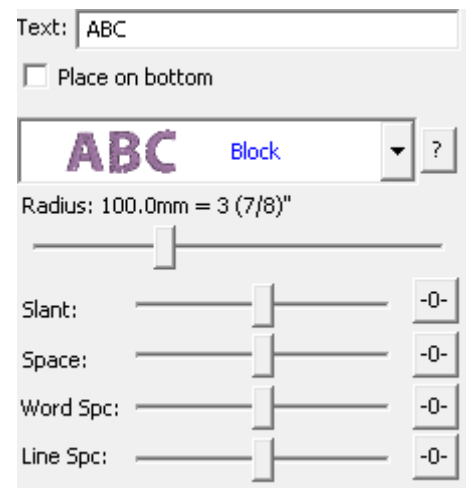 Text: ABC
Place on bottom
ABC Block ?
Radius: 100.0mm = 3 (7/8)"
Slant: -0-
Space: -0-
Word Spc: -0-
Line Spc: -0-